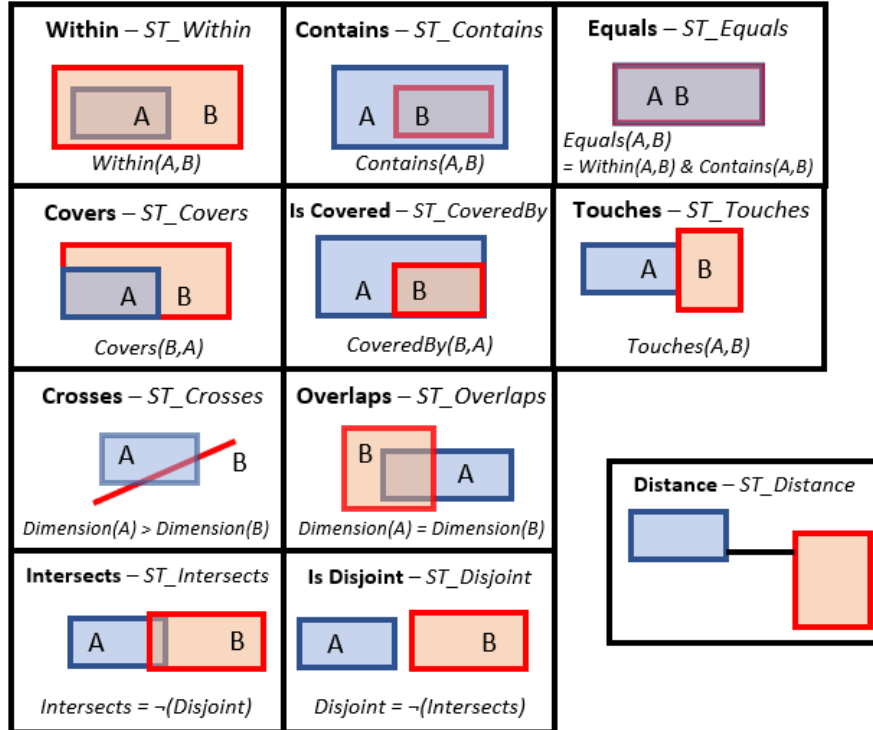 Within – ST_Within
A
B
Within(A,B)
Contains – ST_Contains
A
B
Contains(A,B)
Equals – ST_Equals
A B
Equals(A,B)
= Within(A,B) & Contains(A,B)
Covers – ST_Covers
A
B
Covers(B,A)
Is Covered – ST_CoveredBy
A
B
CoveredBy(B,A)
Touches – ST_Touches
A
B
Touches(A,B)
Crosses – ST_Crosses
A
B
Dimension(A) > Dimension(B)
Overlaps – ST_Overlaps
B
A
Dimension(A) = Dimension(B)
Distance – ST_Distance
Intersects – ST_Intersects
A
B
Intersects = ¬(Disjoint)
Is Disjoint – ST_Disjoint
A
B
Disjoint = ¬(Intersects)